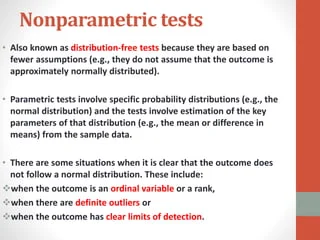 Nonparametric tests
• Also known as distribution-free tests because they are based on
fewer assumptions (e.g., they do not assume that the outcome is
approximately normally distributed).
• Parametric tests involve specific probability distributions (e.g., the
normal distribution) and the tests involve estimation of the key
parameters of that distribution (e.g., the mean or difference in
means) from the sample data.
• There are some situations when it is clear that the outcome does
not follow a normal distribution. These include:
❖when the outcome is an ordinal variable or a rank,
❖when there are definite outliers or
❖when the outcome has clear limits of detection.